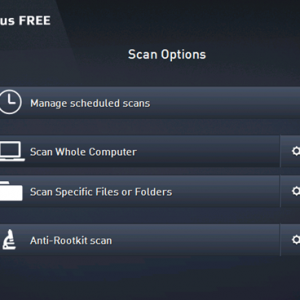 us FREE
Scan Options
Manage scheduled scans
Scan Whole Computer
Scan Specific Files or Folders
Anti-Rootkit scan